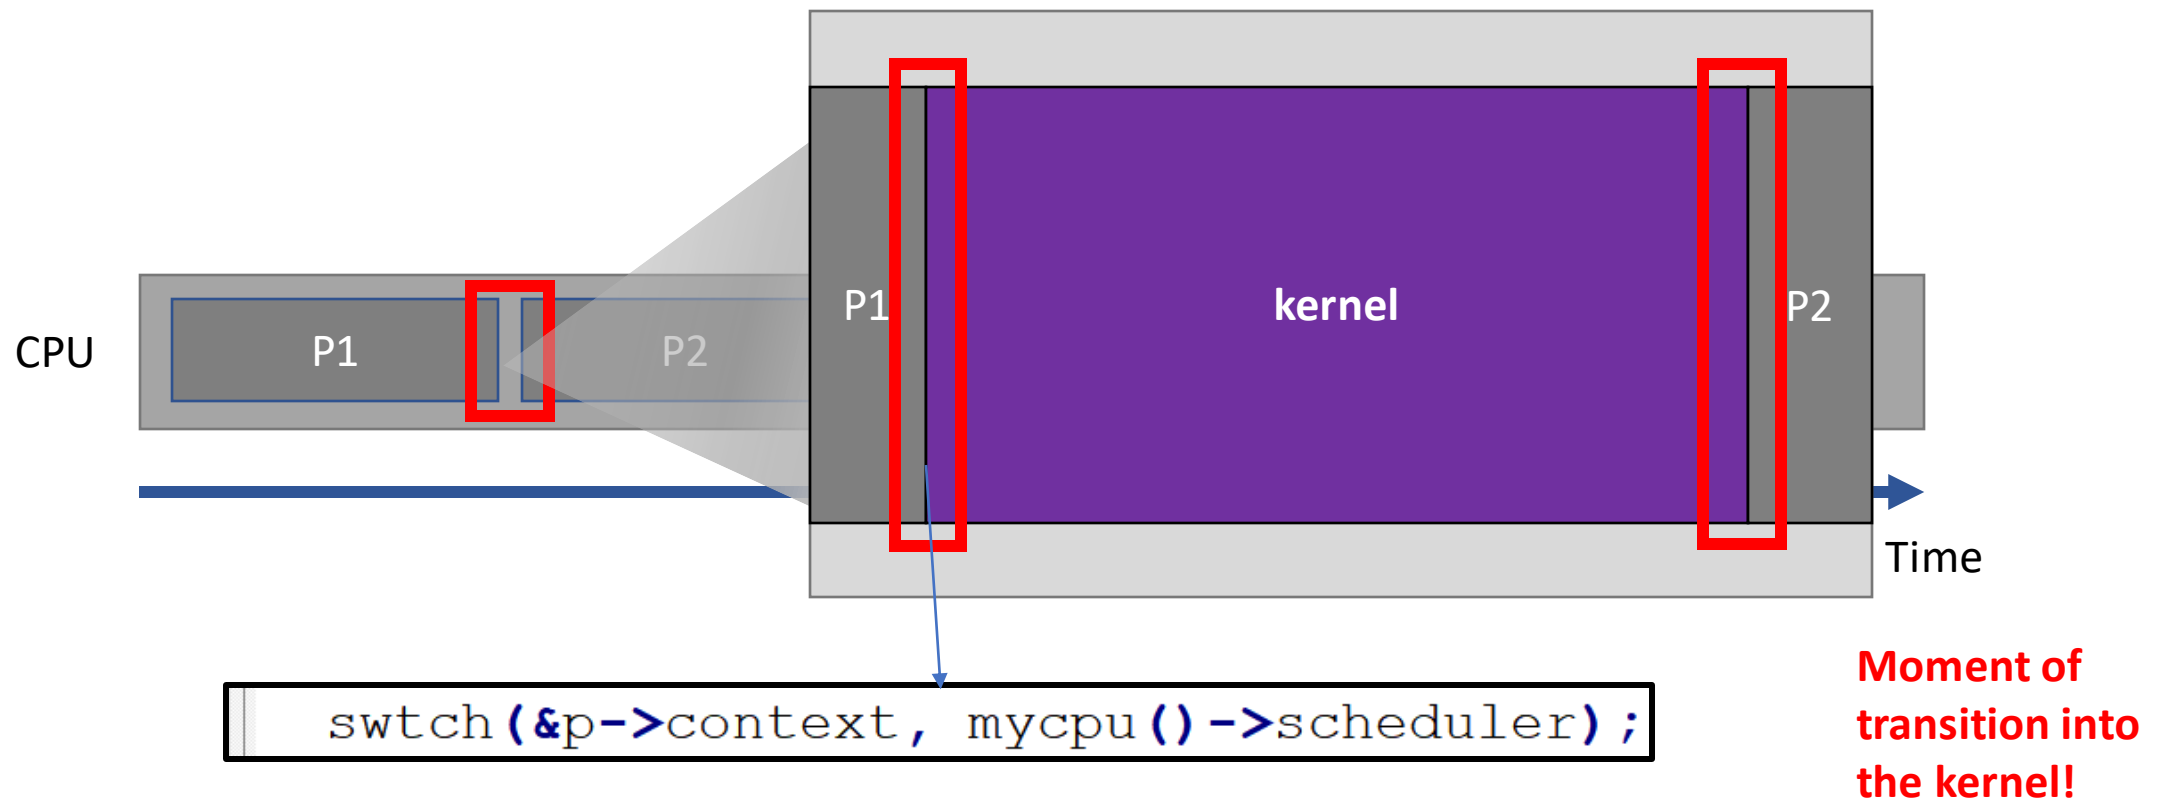 P1
kernel
P2
CPU
P1
P2
Time
swtch(&p->context, mycpu()->scheduler);
Moment of
transition into
the kernel!